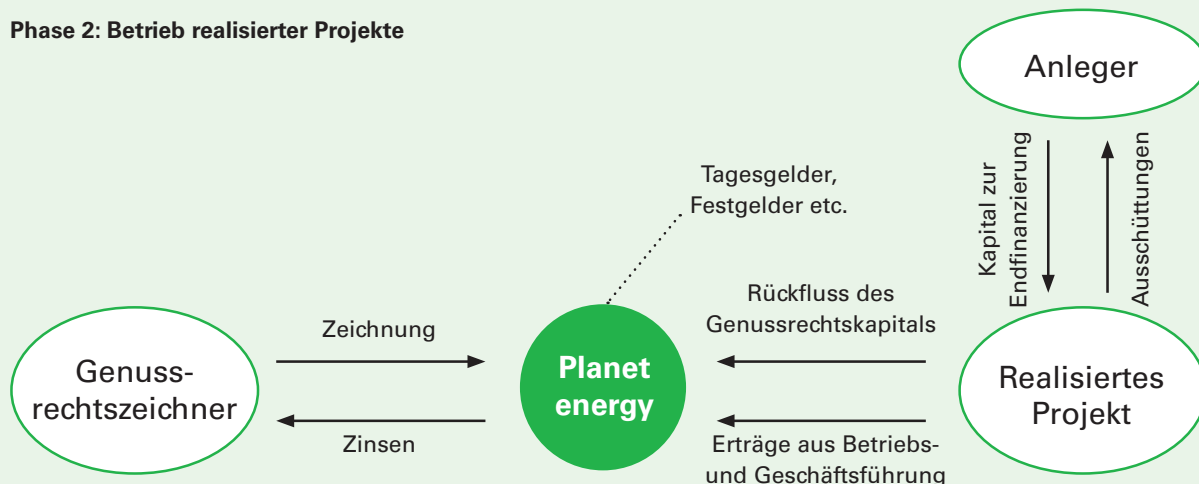 Phase 2: Betrieb realisierter Projekte
Anleger
Kapital zur
Endfinanzierung
Ausschüttungen
Tagesgelder,
Festgelder etc.
Zeichnung
Rückfluss des
Genussrechtskapitals
Genuss-
rechtszeichner
Planet
energy
Realisiertes
Projekt
Zinsen
Erträge aus Betriebs-
und Geschäftsführung